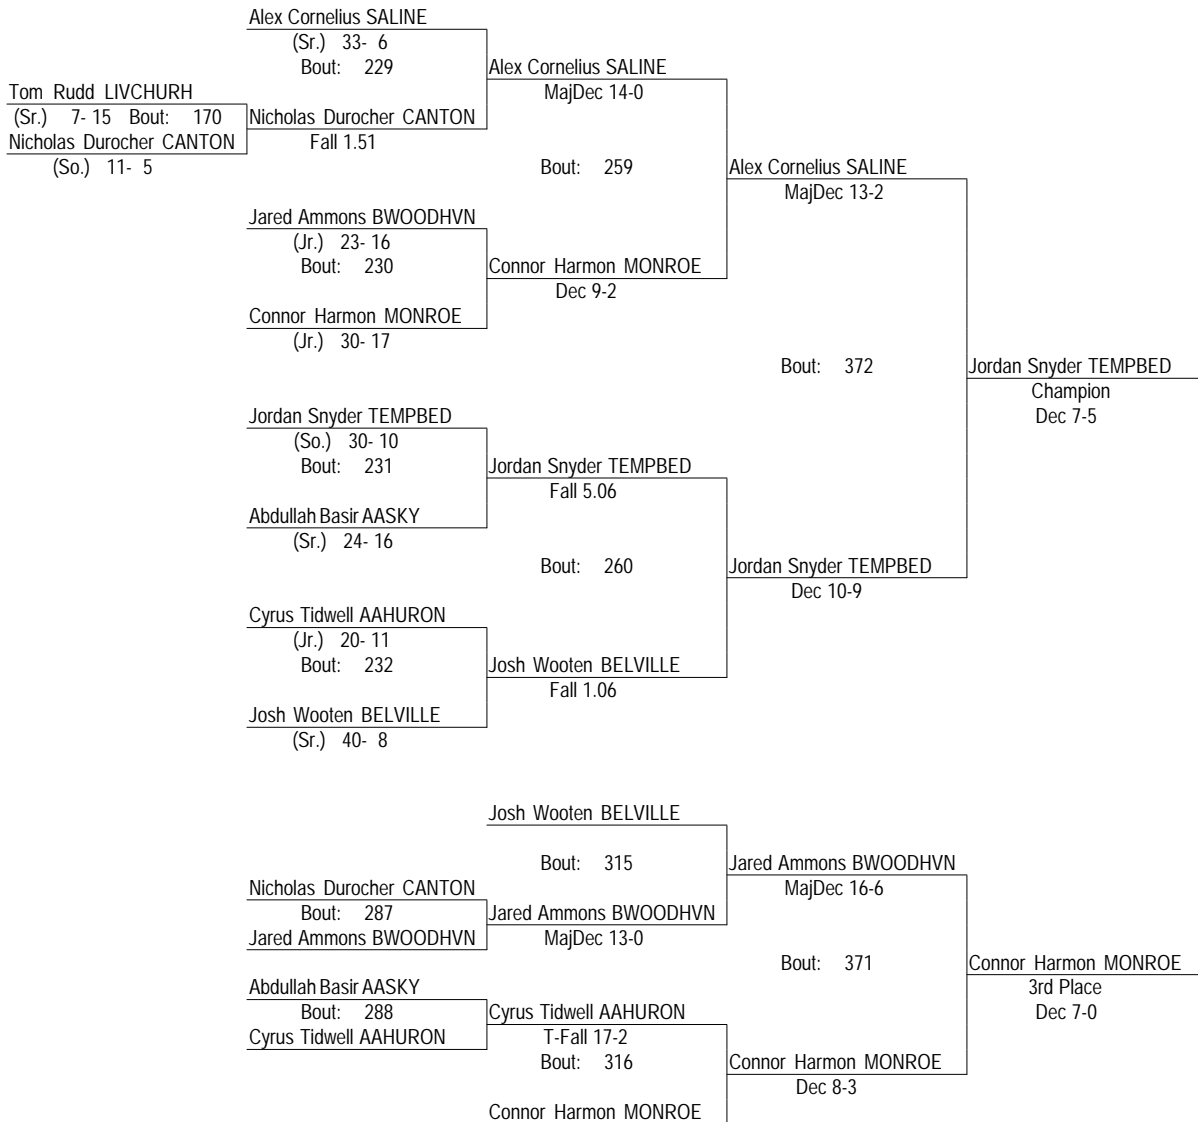 Alex Cornelius SALINE
(Sr.) 33- 6
Bout: 229
Alex Cornelius SALINE
MajDec 14-0
Tom Rudd LIVCHURH
(Sr.) 7- 15 Bout: 170
Nicholas Durocher CANTON
Fall 1.51
Nicholas Durocher CANTON
(So.) 11- 5
Bout: 259
Alex Cornelius SALINE
MajDec 13-2
Jared Ammons BWOODHVN
(Jr.) 23- 16
Bout: 230
Connor Harmon MONROE
Dec 9-2
Connor Harmon MONROE
(Jr.) 30- 17
Bout: 372
Jordan Snyder TEMPBED
Champion
Dec 7-5
Jordan Snyder TEMPBED
(So.) 30- 10
Bout: 231
Jordan Snyder TEMPBED
Fall 5.06
Abdullah Basir AASKY
(Sr.) 24- 16
Bout: 260
Jordan Snyder TEMPBED
Dec 10-9
Cyrus Tidwell AAHURON
(Jr.) 20- 11
Bout: 232
Josh Wooten BELVILLE
Fall 1.06
Josh Wooten BELVILLE
(Sr.) 40- 8
Josh Wooten BELVILLE
Bout: 315
Jared Ammons BWOODHVN
MajDec 16-6
Nicholas Durocher CANTON
Bout: 287
Jared Ammons BWOODHVN
MajDec 13-0
Jared Ammons BWOODHVN
Bout: 371
Connor Harmon MONROE
3rd Place
Dec 7-0
Abdullah Basir AASKY
Bout: 288
Cyrus Tidwell AAHURON
T-Fall 17-2
Cyrus Tidwell AAHURON
Bout: 316
Connor Harmon MONROE
Dec 8-3
Connor Harmon MONROE